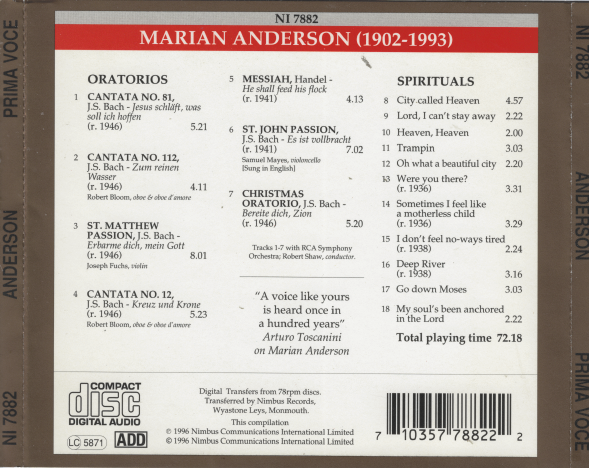 NI 7882
MARIAN ANDERSON (1902-1993)
PRIMA VOCE
ANDERSON
NI 7882
ORATORIOS
1 CANTATA NO. 81,
J.S. Bach - Jesus schläft, was
soll ich hoffen
(r. 1946) 5.21
2 CANTATA NO. 112,
J.S. Bach - Zum reinen
Wasser
(r. 1946) 4.11
Robert Bloom, oboe & oboe d'amore
3 ST. MATTHEW
PASSION, J.S. Bach -
Erbarme dich, mein Gott
(r. 1946) 8.01
Joseph Fuchs, violin
4 CANTATA NO. 12,
J.S. Bach - Kreuz und Krone
(r. 1946) 5.23
Robert Bloom, oboe & oboe d'amore
5 MESSIAH, Handel -
He shall feed his flock
(r. 1941) 4.13
6 ST. JOHN PASSION,
J.S. Bach - Es ist vollbracht
(r. 1941) 7.02
Samuel Mayes, violoncello
[Sung in English]
7 CHRISTMAS
ORATORIO, J.S. Bach -
Bereite dich, Zion
(r. 1946) 5.20
Tracks 1-7 with RCA Symphony
Orchestra; Robert Shaw, conductor.
"A voice like yours
is heard once in
a hundred years"
Arturo Toscanini
on Marian Anderson
SPIRITUALS
8 City called Heaven 4.57
9 Lord, I can't stay away 2.22
10 Heaven, Heaven 2.00
11 Trampin 3.03
12 Oh what a beautiful city 2.20
13 Were you there?
(r. 1936) 3.31
14 Sometimes I feel like
a motherless child
(r. 1936) 3.29
15 I don't feel no-ways tired
(r. 1938) 2.24
16 Deep River
(r. 1938) 3.16
17 Go down Moses 3.03
18 My soul's been anchored
in the Lord 2.22
Total playing time 72.18
COMPACT
disc
DIGITAL AUDIO
LC 5871
ADD
Digital Transfers from 78rpm discs.
Transferred by Nimbus Records,
Wyastone Leys, Monmouth.
This compilation
℗ 1996 Nimbus Communications International Limited
© 1996 Nimbus Communications International Limited
7 10357 78822 2
NI 7882
ANDERSON
PRIMA VOCE